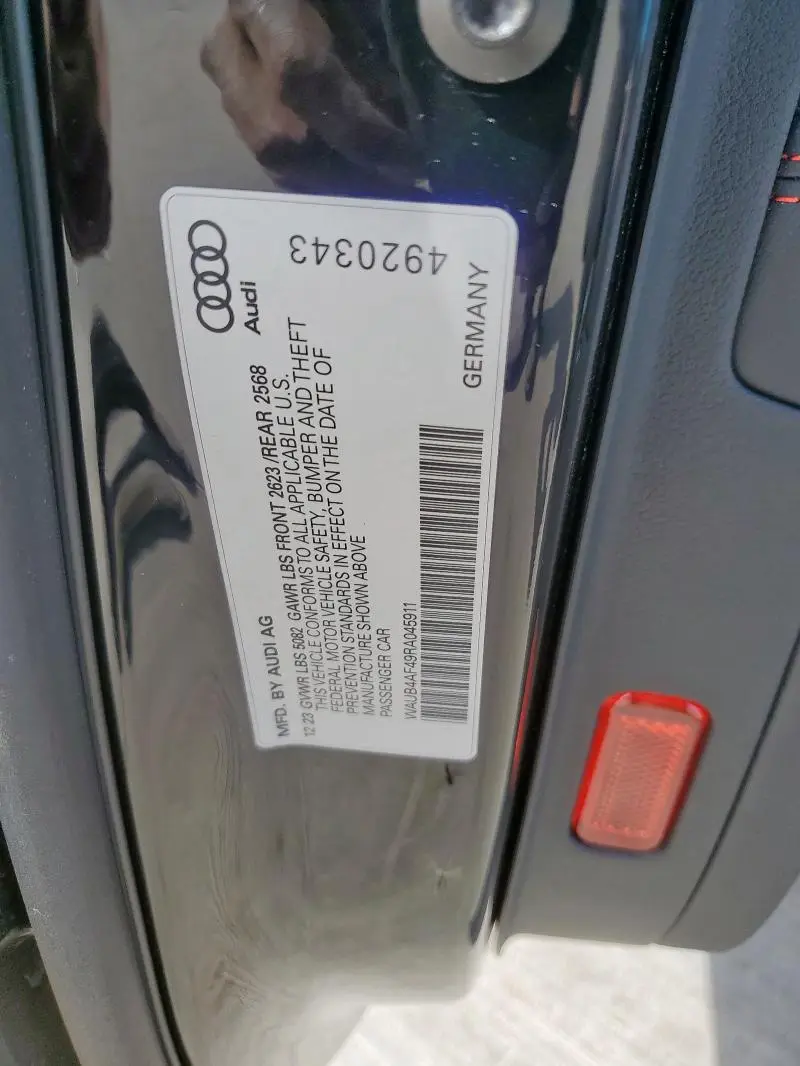 Audi
4920343
MFD. BY AUDI AG
12 23 GVWR LBS 5082 GAWR LBS FRONT 2623 /REAR 2568
THIS VEHICLE CONFORMS TO ALL APPLICABLE U.S.
FEDERAL MOTOR VEHICLE SAFETY, BUMPER AND THEFT
PREVENTION STANDARDS IN EFFECT ON THE DATE OF
MANUFACTURE SHOWN ABOVE
PASSENGER CAR
WAUB4AF49RA045911
GERMANY